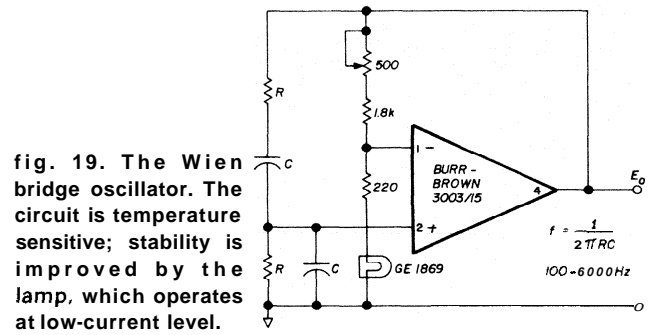 fig. 19. The Wien
bridge oscillator. The
circuit is temperature
sensitive; stability is
improved by the
lamp, which operates
at low-current level.
R
C
R
C
500
1.8k
220
GE 1869
1 -
2 +
BURR -
BROWN
3003/15
4
E₀
f = 1 / 2πRC
100-6000Hz